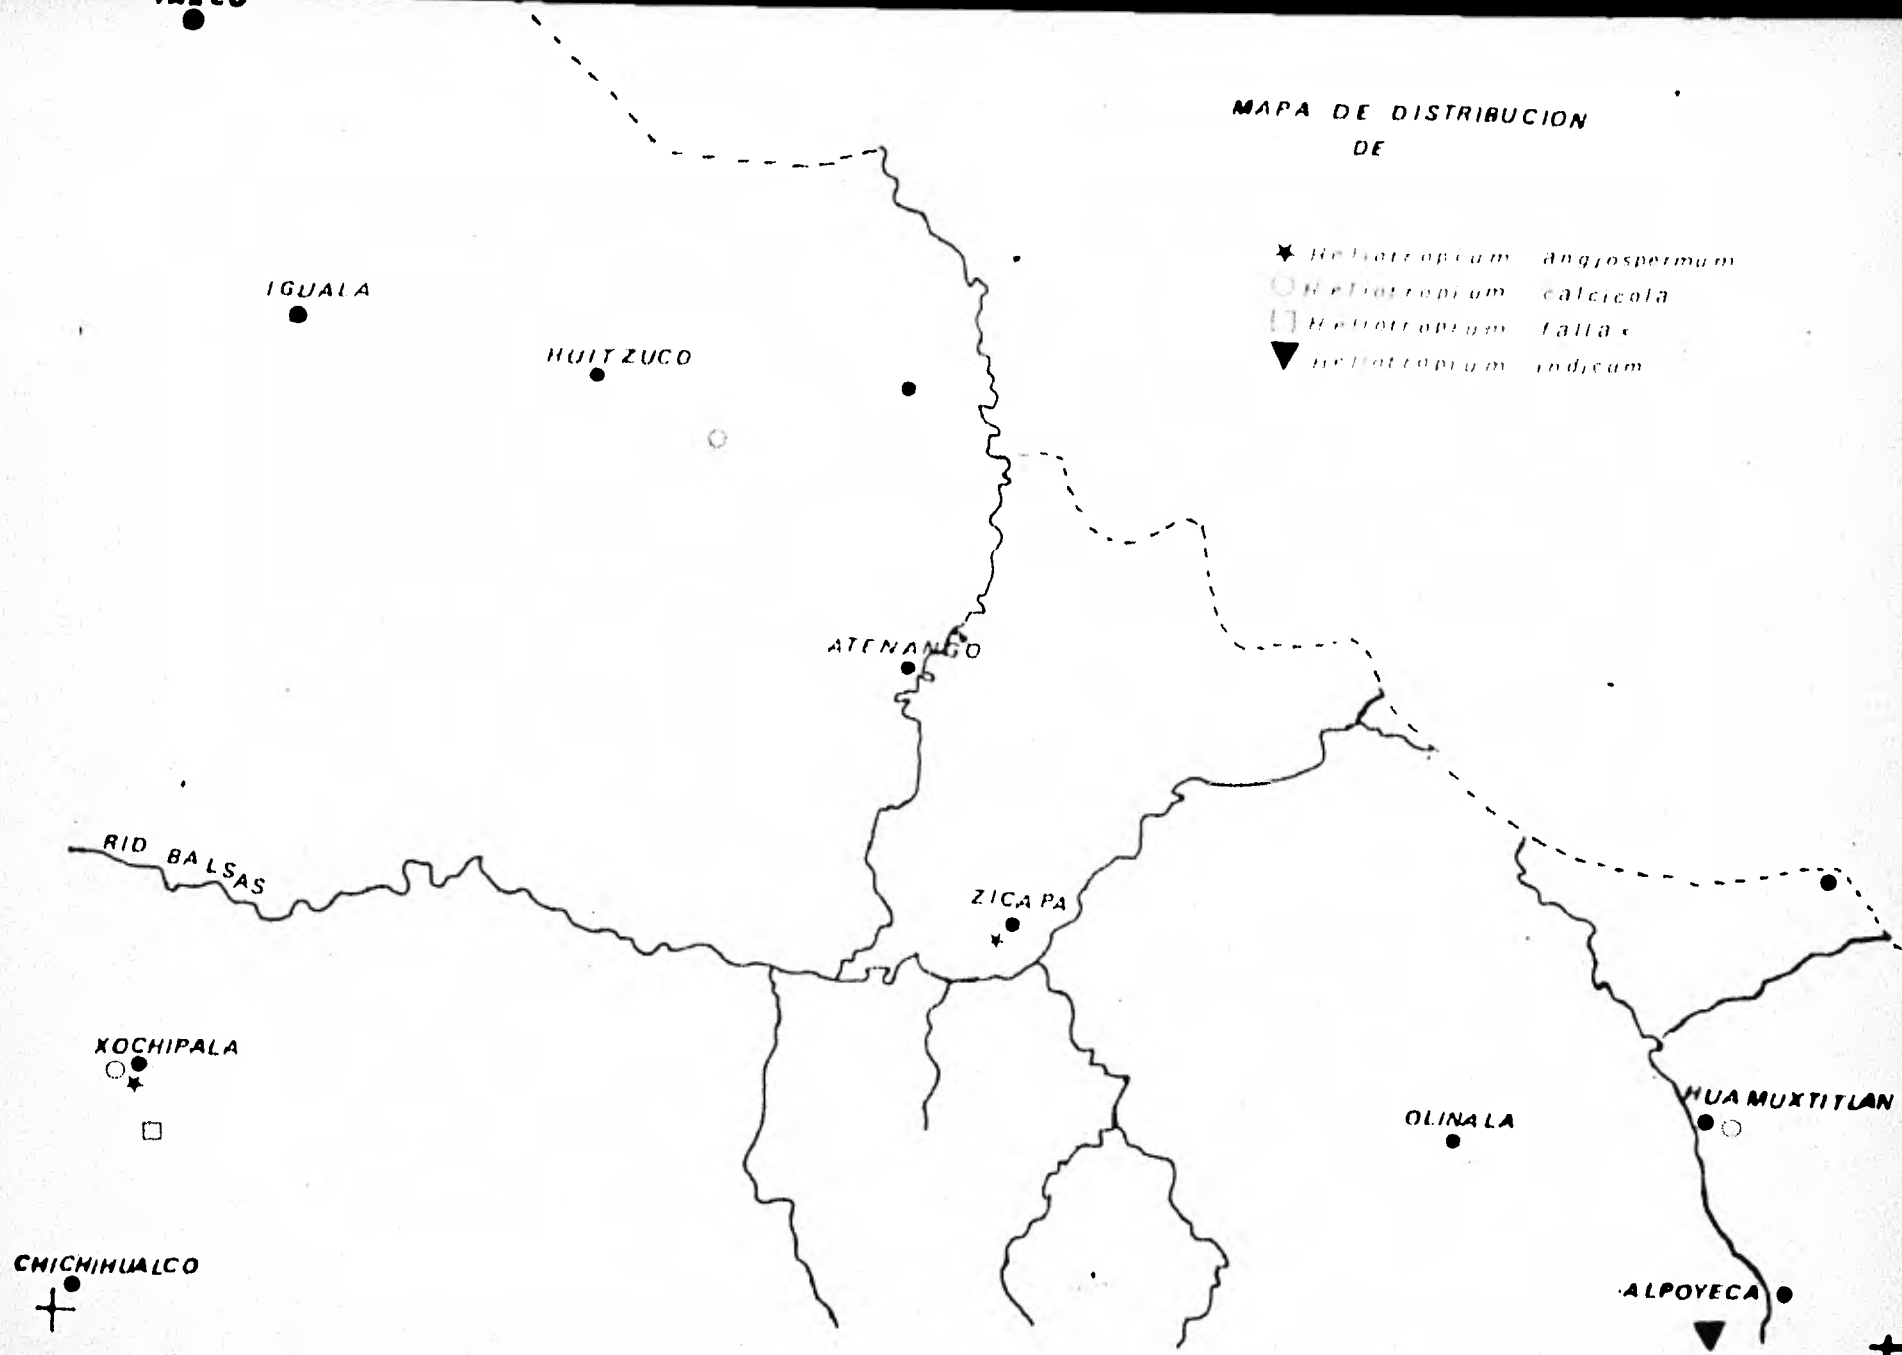 MAPA DE DISTRIBUCION
DE
Heliotropium angiospermum
Heliotropium calcicola
Heliotropium fallax
Heliotropium indicum
IGUALA
HUITZUCO
ATENANGO
RIO BALSAS
ZICAPA
XOCHIPALA
OLINALA
HUAMUXTITLAN
CHICHIHUALCO
ALPOYECA